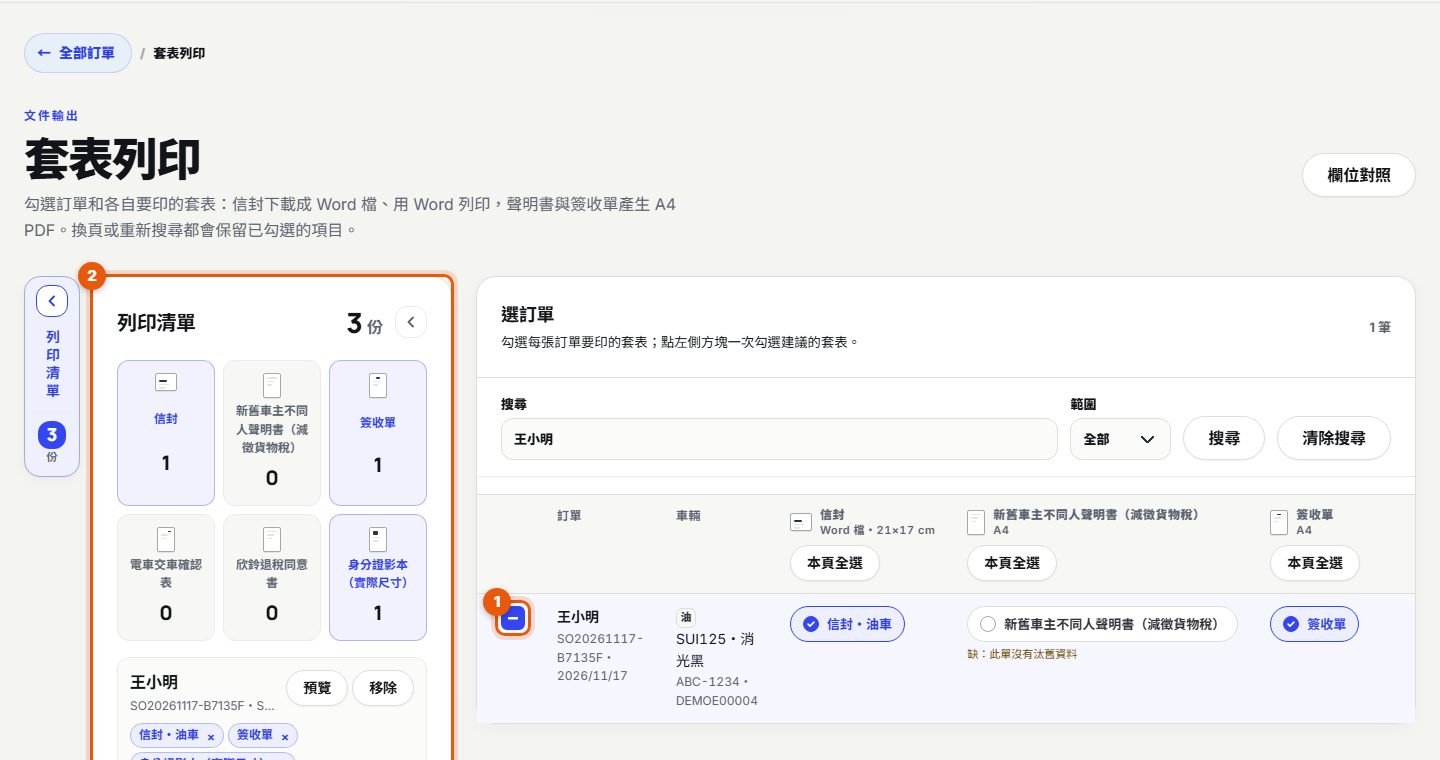 ← 全部訂單 / 套表列印
文件輸出
套表列印
勾選訂單和各自要印的套表：信封下載成 Word 檔、用 Word 列印，聲明書與簽收單產生 A4
PDF。換頁或重新搜尋都會保留已勾選的項目。
欄位對照
列印清單
3
份
2
列印清單
3 份
信封
1
新舊車主不同
人聲明書（減
徵貨物稅）
0
簽收單
1
電車交車確認
表
0
欣鈴退稅同意
書
0
身分證影本
（實際尺寸）
1
王小明
SO20261117-B7135F・S...
預覽
移除
信封・油車 ×
簽收單 ×
選訂單
勾選每張訂單要印的套表；點左側方塊一次勾選建議的套表。
1 筆
搜尋
王小明
範圍
全部
搜尋
清除搜尋
訂單
車輛
信封
Word 檔・21×17 cm
本頁全選
新舊車主不同人聲明書（減徵貨物稅）
A4
本頁全選
簽收單
A4
本頁全選
1
王小明
SO20261117-
B7135F・
2026/11/17
油
SUI125・消
光黑
ABC-1234・
DEMOE00004
信封・油車
新舊車主不同人聲明書（減徵貨物稅）
缺：此單沒有汰舊資料
簽收單